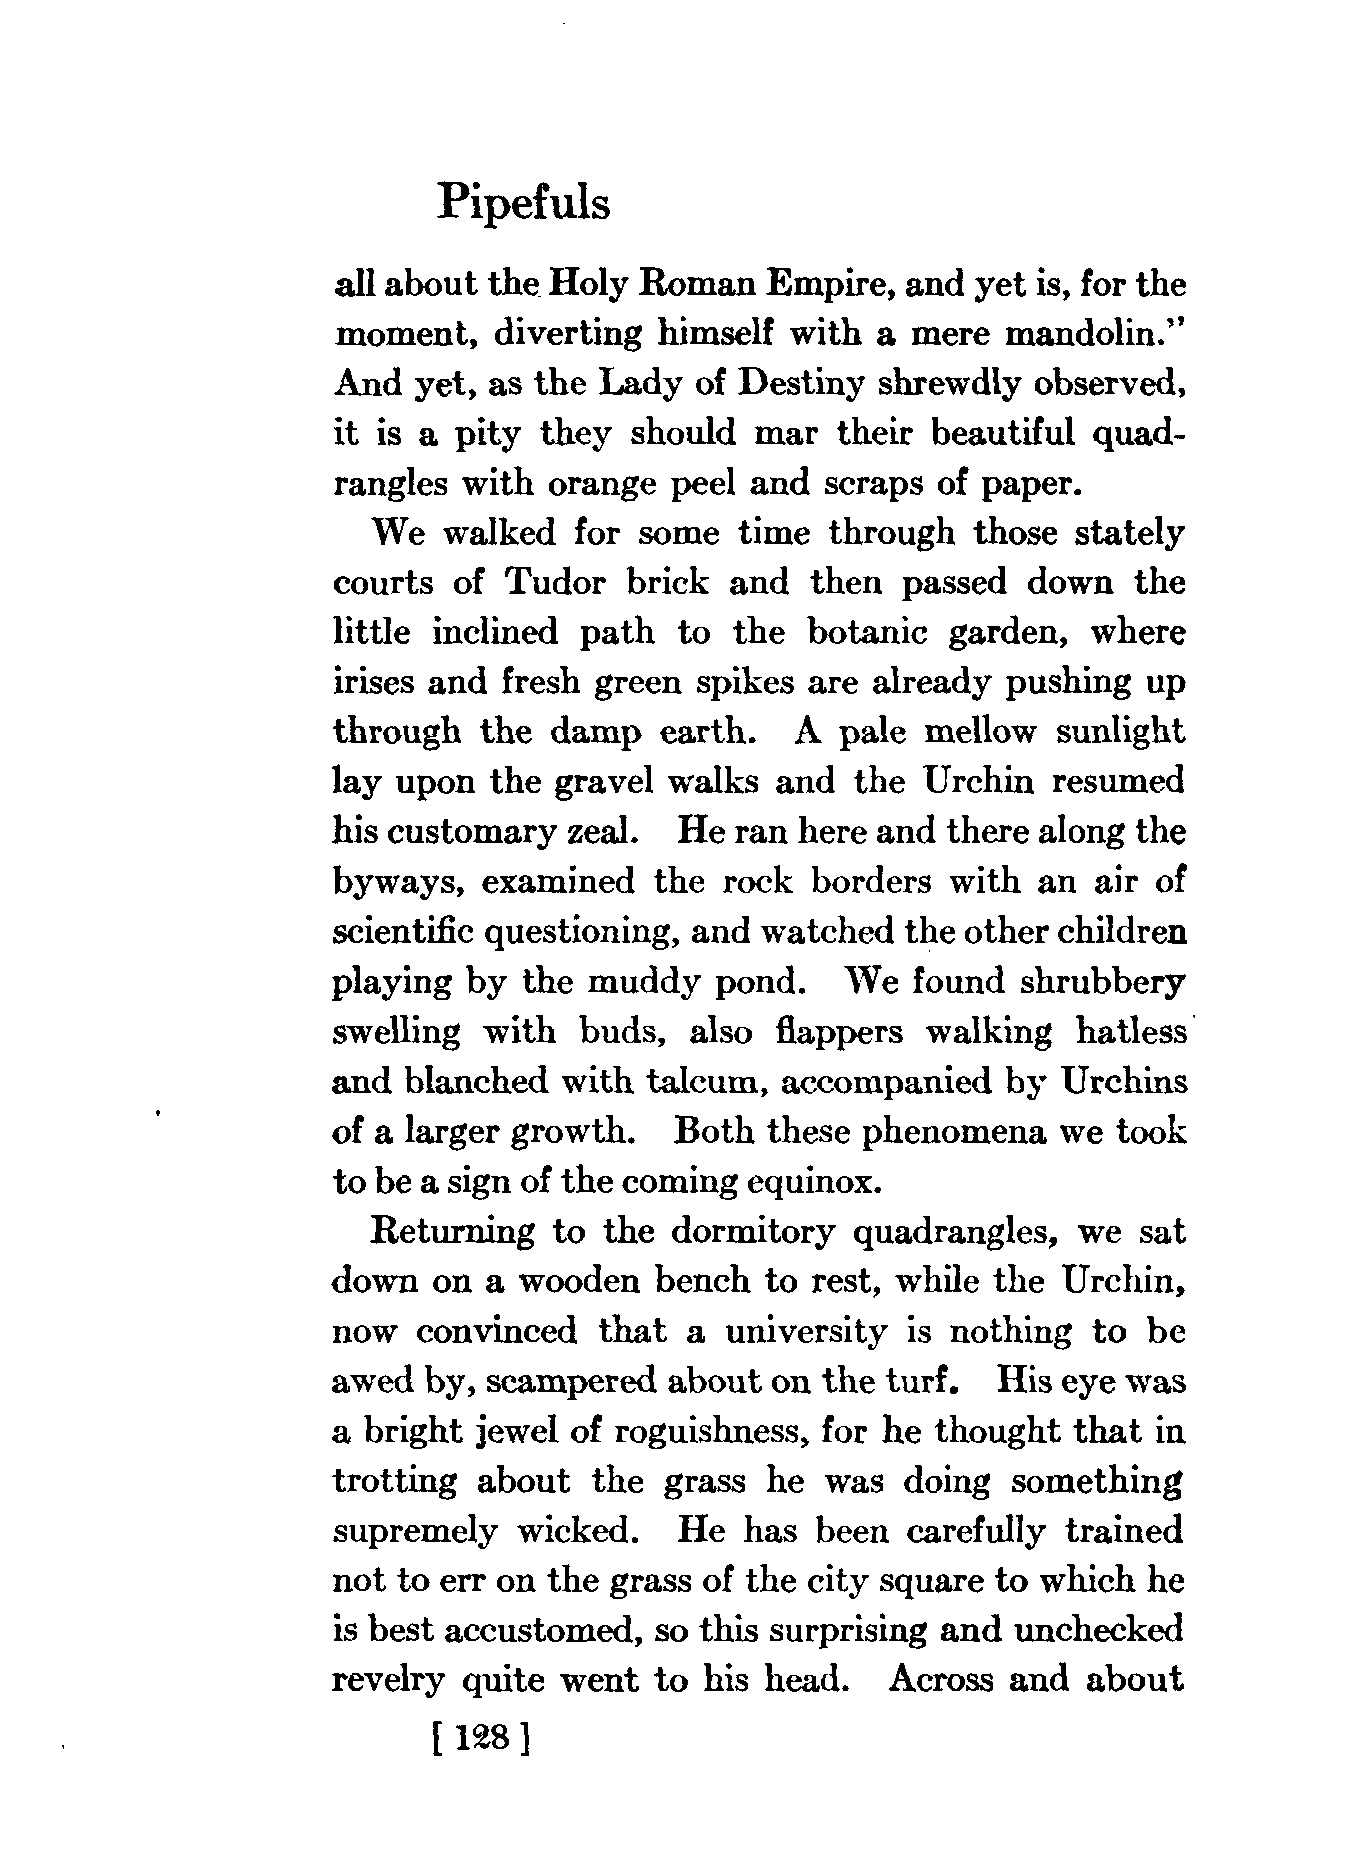 Pipefuls
all about the Holy Roman Empire, and yet is, for the
moment, diverting himself with a mere mandolin."
And yet, as the Lady of Destiny shrewdly observed,
it is a pity they should mar their beautiful quad-
rangles with orange peel and scraps of paper.
We walked for some time through those stately
courts of Tudor brick and then passed down the
little inclined path to the botanic garden, where
irises and fresh green spikes are already pushing up
through the damp earth. A pale mellow sunlight
lay upon the gravel walks and the Urchin resumed
his customary zeal. He ran here and there along the
byways, examined the rock borders with an air of
scientific questioning, and watched the other children
playing by the muddy pond. We found shrubbery
swelling with buds, also flappers walking hatless
and blanched with talcum, accompanied by Urchins
of a larger growth. Both these phenomena we took
to be a sign of the coming equinox.
Returning to the dormitory quadrangles, we sat
down on a wooden bench to rest, while the Urchin,
now convinced that a university is nothing to be
awed by, scampered about on the turf. His eye was
a bright jewel of roguishness, for he thought that in
trotting about the grass he was doing something
supremely wicked. He has been carefully trained
not to err on the grass of the city square to which he
is best accustomed, so this surprising and unchecked
revelry quite went to his head. Across and about
[ 128 ]